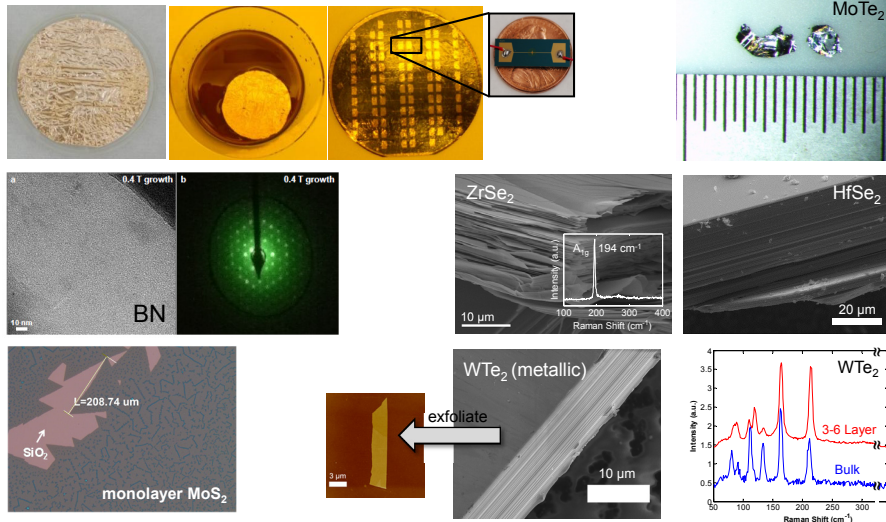 MoTe₂
a
0.4 T growth
b
0.4 T growth
10 nm
BN
ZrSe₂
A₁g
194 cm⁻¹
Intensity (a.u.)
100 200 300 400
Raman Shift (cm⁻¹)
10 µm
HfSe₂
20 µm
L=208.74 um
SiO₂
monolayer MoS₂
3 µm
exfoliate
WTe₂ (metallic)
10 µm
WTe₂
Intensity (a.u.)
4
3.5
3
2.5
2
1.5
1
0.5
0
3-6 Layer
Bulk
50 100 150 200 250 300
Raman Shift (cm⁻¹)